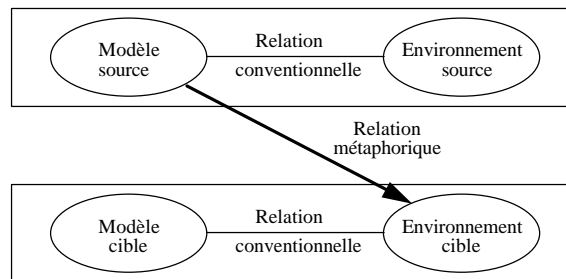 Modèle
source
Relation
conventionnelle
Environnement
source
Relation
métaphorique
Modèle
cible
Relation
conventionnelle
Environnement
cible